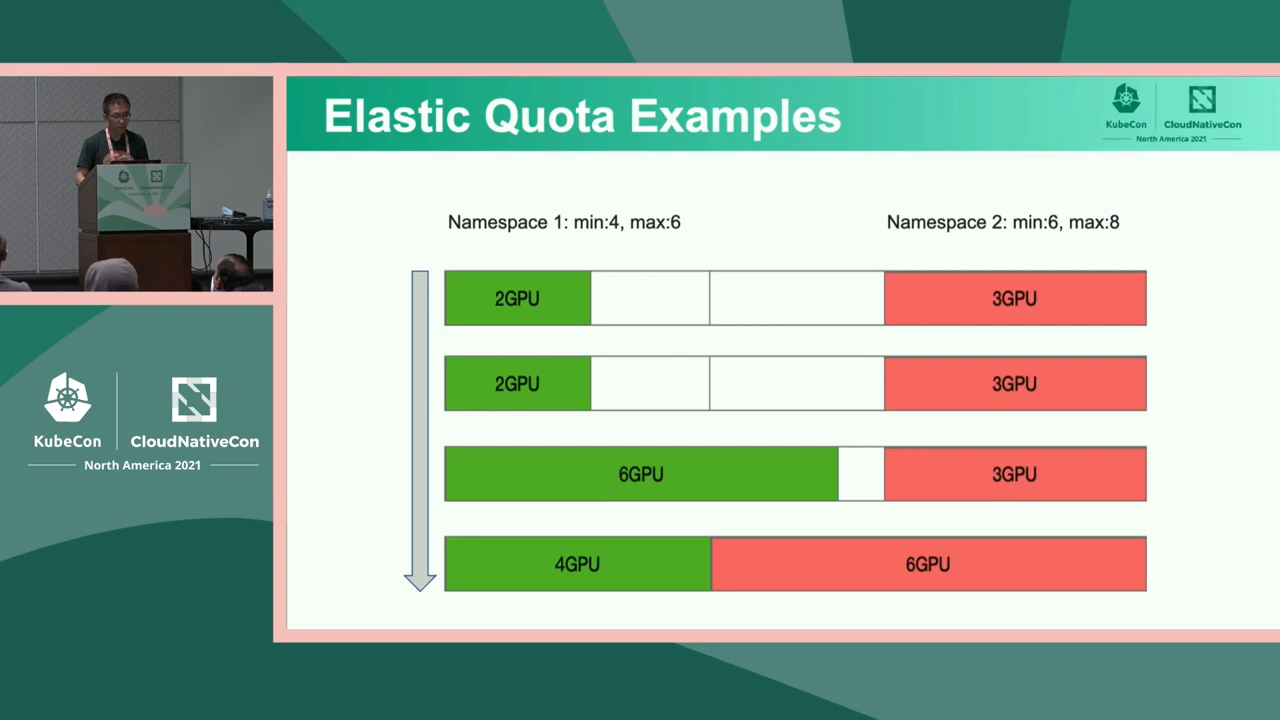 Elastic Quota Examples
KubeCon
CloudNativeCon
North America 2021
Namespace 1: min:4, max:6
Namespace 2: min:6, max:8
2GPU
3GPU
2GPU
3GPU
6GPU
3GPU
4GPU
6GPU
KubeCon
CloudNativeCon
North America 2021